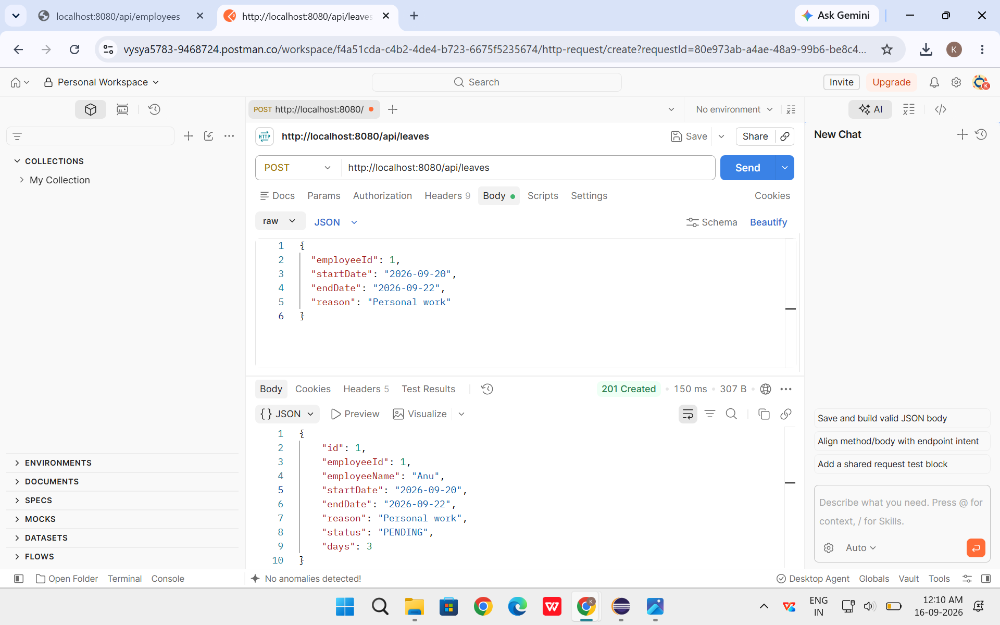 localhost:8080/api/employees
http://localhost:8080/api/leaves
Ask Gemini
vysya5783-9468724.postman.co/workspace/f4a51cda-c4b2-4de4-b723-6675f5235674/http-request/create?requestId=80e973ab-a4ae-48a9-99b6-be8c4...
K
Personal Workspace
Search
Invite
Upgrade
K
POST http://localhost:8080/
No environment
AI
HTTP
http://localhost:8080/api/leaves
Save
Share
New Chat
COLLECTIONS
My Collection
POST
http://localhost:8080/api/leaves
Send
Docs
Params
Authorization
Headers 9
Body
Scripts
Settings
Cookies
raw
JSON
Schema
Beautify
1 {
2 "employeeId": 1,
3 "startDate": "2026-09-20",
4 "endDate": "2026-09-22",
5 "reason": "Personal work"
6 }
Body
Cookies
Headers 5
Test Results
201 Created
150 ms
307 B
{} JSON
Preview
Visualize
1 {
2 "id": 1,
3 "employeeId": 1,
4 "employeeName": "Anu",
5 "startDate": "2026-09-20",
6 "endDate": "2026-09-22",
7 "reason": "Personal work",
8 "status": "PENDING",
9 "days": 3
10 }
Save and build valid JSON body
Align method/body with endpoint intent
Add a shared request test block
Describe what you need. Press @ for
context, / for Skills.
Auto
ENVIRONMENTS
DOCUMENTS
SPECS
MOCKS
DATASETS
FLOWS
Open Folder
Terminal
Console
No anomalies detected!
Desktop Agent
Globals
Vault
Tools
W
K
ENG
IN
12:10 AM
16-09-2026